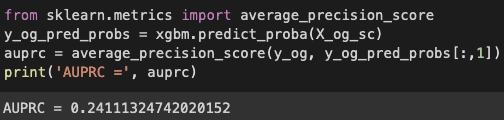 from sklearn.metrics import average_precision_score
y_og_pred_probs = xgbm.predict_proba(X_og_sc)
auprc = average_precision_score(y_og, y_og_pred_probs[:,1])
print('AUPRC =', auprc)
AUPRC = 0.24111324742020152